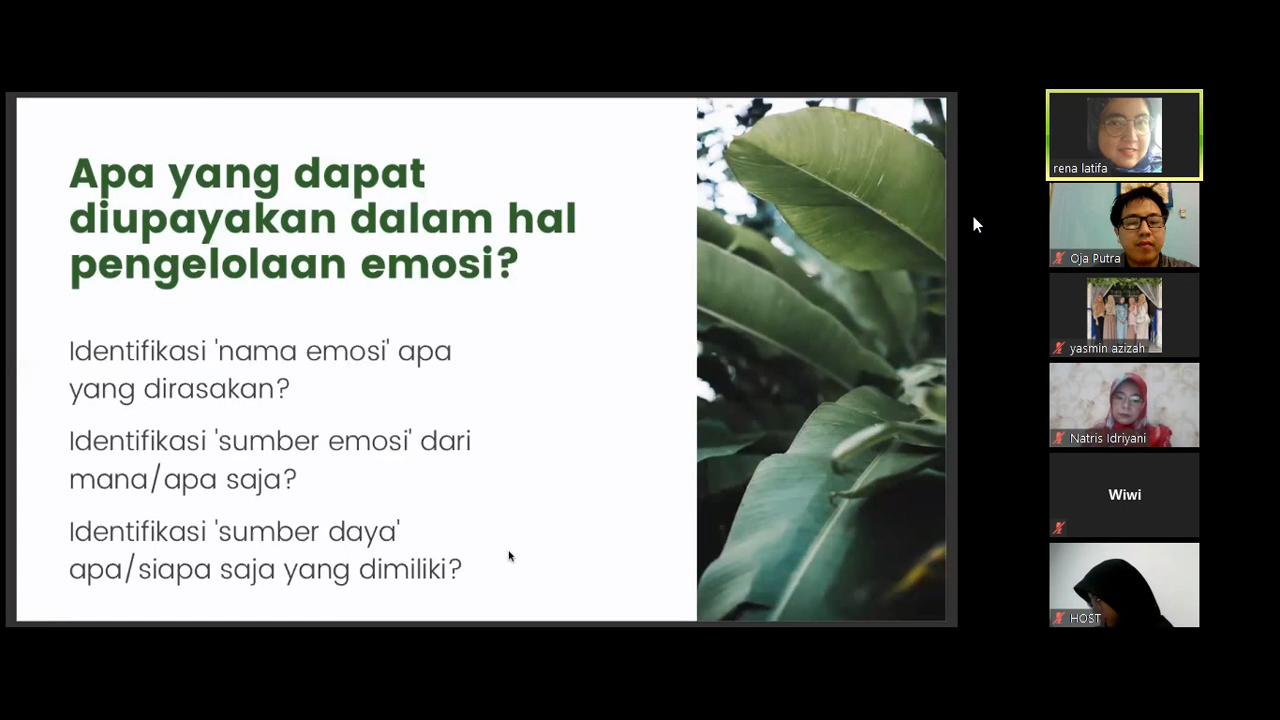 Apa yang dapat
diupayakan dalam hal
pengelolaan emosi?
Identifikasi 'nama emosi' apa
yang dirasakan?
Identifikasi 'sumber emosi' dari
mana/apa saja?
Identifikasi 'sumber daya'
apa/siapa saja yang dimiliki?
rena latifa
Oja Putra
yasmin azizah
Natris Idriyani
Wiwi
HOST